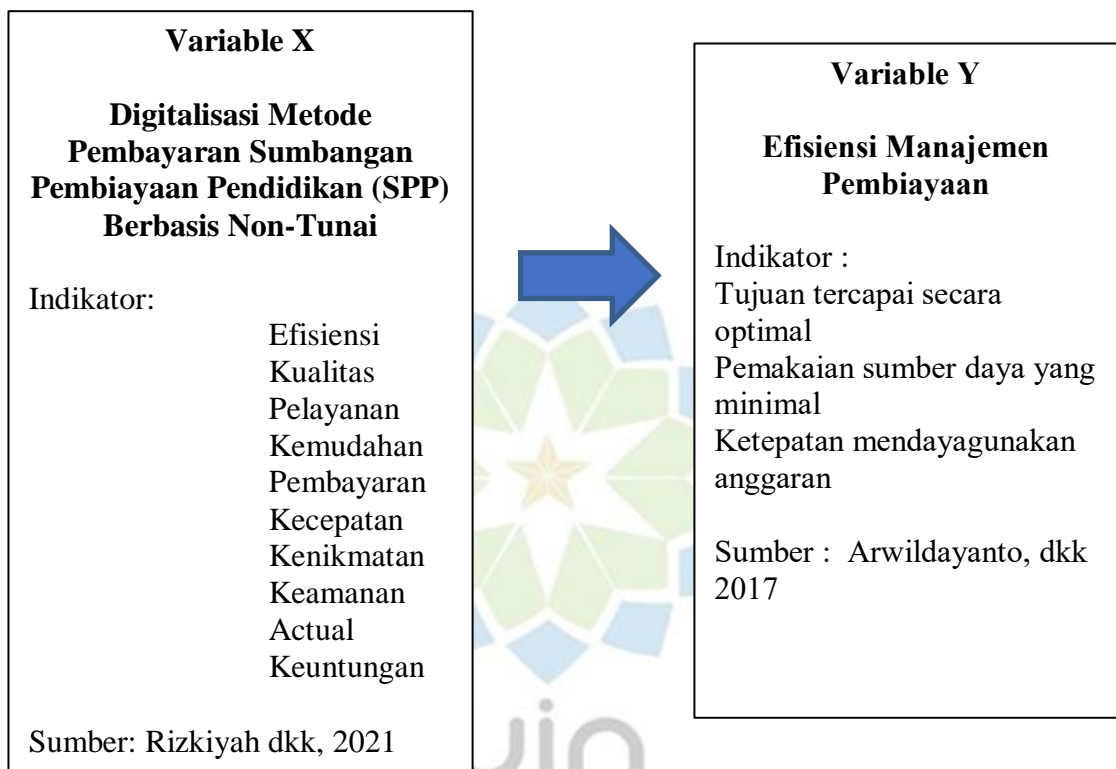 Variable X
Digitalisasi Metode
Pembayaran Sumbangan
Pembiayaan Pendidikan (SPP)
Berbasis Non-Tunai
Indikator:
Efisiensi
Kualitas
Pelayanan
Kemudahan
Pembayaran
Kecepatan
Kenikmatan
Keamanan
Actual
Keuntungan
Sumber: Rizkiyah dkk, 2021
Variable Y
Efisiensi Manajemen
Pembiayaan
Indikator :
Tujuan tercapai secara
optimal
Pemakaian sumber daya yang
minimal
Ketepatan mendayagunakan
anggaran
Sumber : Arwildayanto, dkk
2017
uin